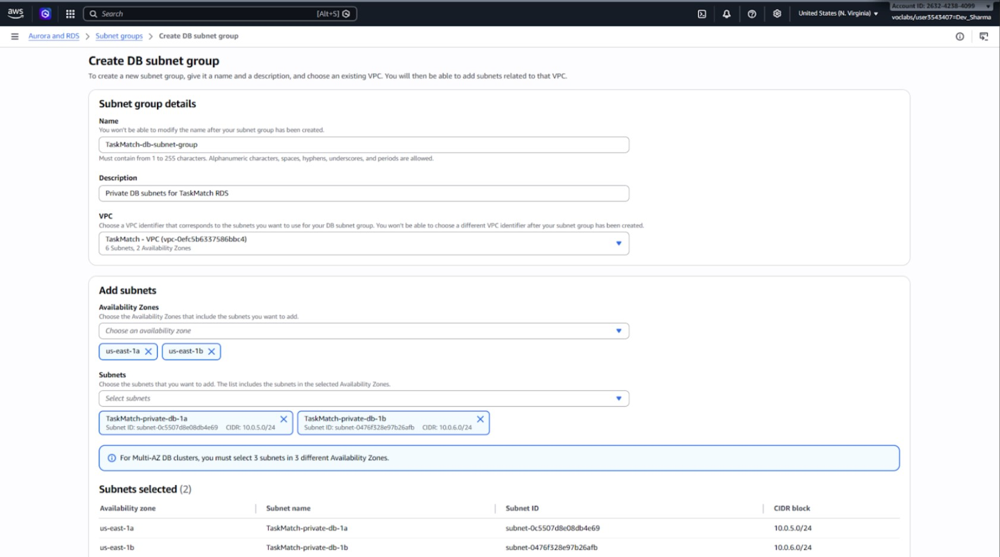 aws
Search
[Alt+S]
United States (N. Virginia)
Account ID: 2632-4238-4099
voclabs/user3543407=Dev_Sharma
Aurora and RDS
Subnet groups
Create DB subnet group
Create DB subnet group
To create a new subnet group, give it a name and a description, and choose an existing VPC. You will then be able to add subnets related to that VPC.
Subnet group details
Name
You won't be able to modify the name after your subnet group has been created.
TaskMatch-db-subnet-group
Must contain from 1 to 255 characters. Alphanumeric characters, spaces, hyphens, underscores, and periods are allowed.
Description
Private DB subnets for TaskMatch RDS
VPC
Choose a VPC identifier that corresponds to the subnets you want to use for your DB subnet group. You won't be able to choose a different VPC identifier after your subnet group has been created.
TaskMatch - VPC (vpc-0efc5b6337586bbc4)
6 Subnets, 2 Availability Zones
Add subnets
Availability Zones
Choose the Availability Zones that include the subnets you want to add.
Choose an availability zone
us-east-1a
us-east-1b
Subnets
Choose the subnets that you want to add. The list includes the subnets in the selected Availability Zones.
Select subnets
TaskMatch-private-db-1a
Subnet ID: subnet-0c5507d8e08db4e69 CIDR: 10.0.5.0/24
TaskMatch-private-db-1b
Subnet ID: subnet-0476f328e97b26afb CIDR: 10.0.6.0/24
For Multi-AZ DB clusters, you must select 3 subnets in 3 different Availability Zones.
Subnets selected (2)
Availability zone Subnet name Subnet ID CIDR block
us-east-1a TaskMatch-private-db-1a subnet-0c5507d8e08db4e69 10.0.5.0/24
us-east-1b TaskMatch-private-db-1b subnet-0476f328e97b26afb 10.0.6.0/24